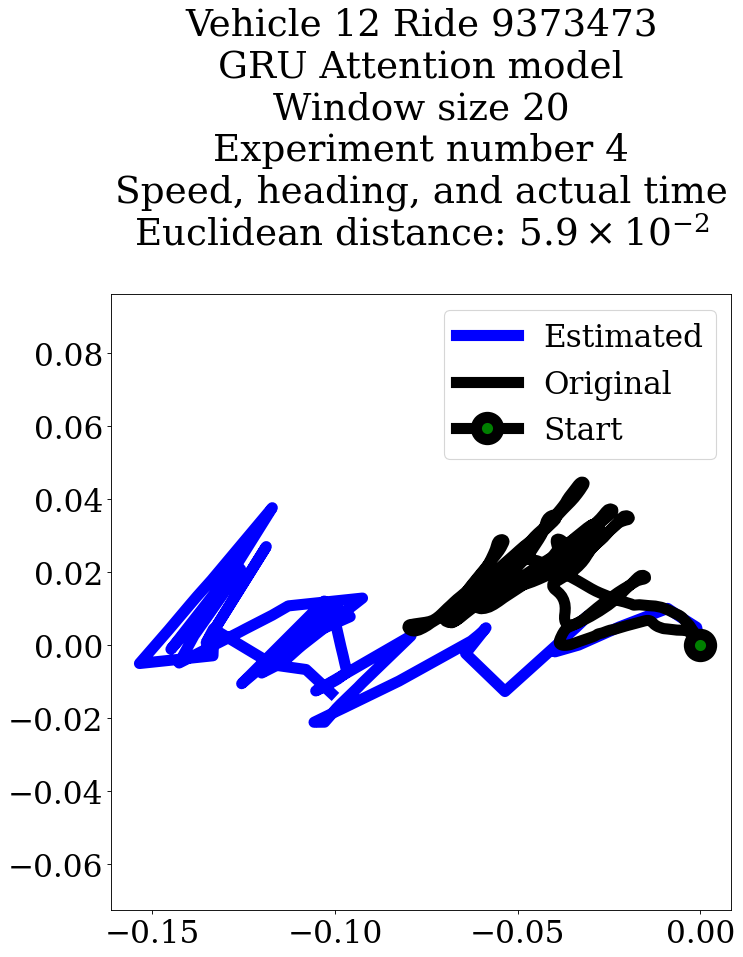 Vehicle 12 Ride 9373473
GRU Attention model
Window size 20
Experiment number 4
Speed, heading, and actual time
Euclidean distance: 5.9 × 10⁻²
Estimated
Original
Start
0.08
0.06
0.04
0.02
0.00
−0.02
−0.04
−0.06
−0.15
−0.10
−0.05
0.00